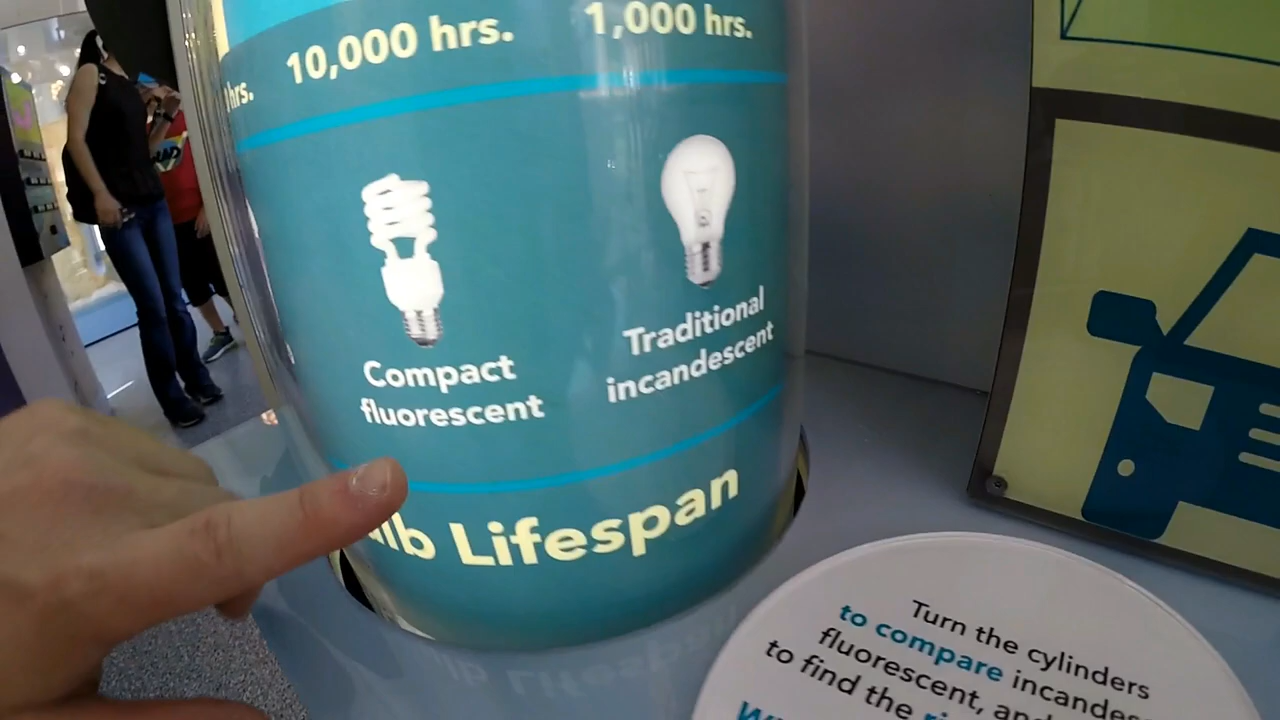 10,000 hrs.
1,000 hrs.
hrs.
Compact
fluorescent
Traditional
incandescent
Lifespan
Turn the cylinders
to compare
fluorescent, and
to find the